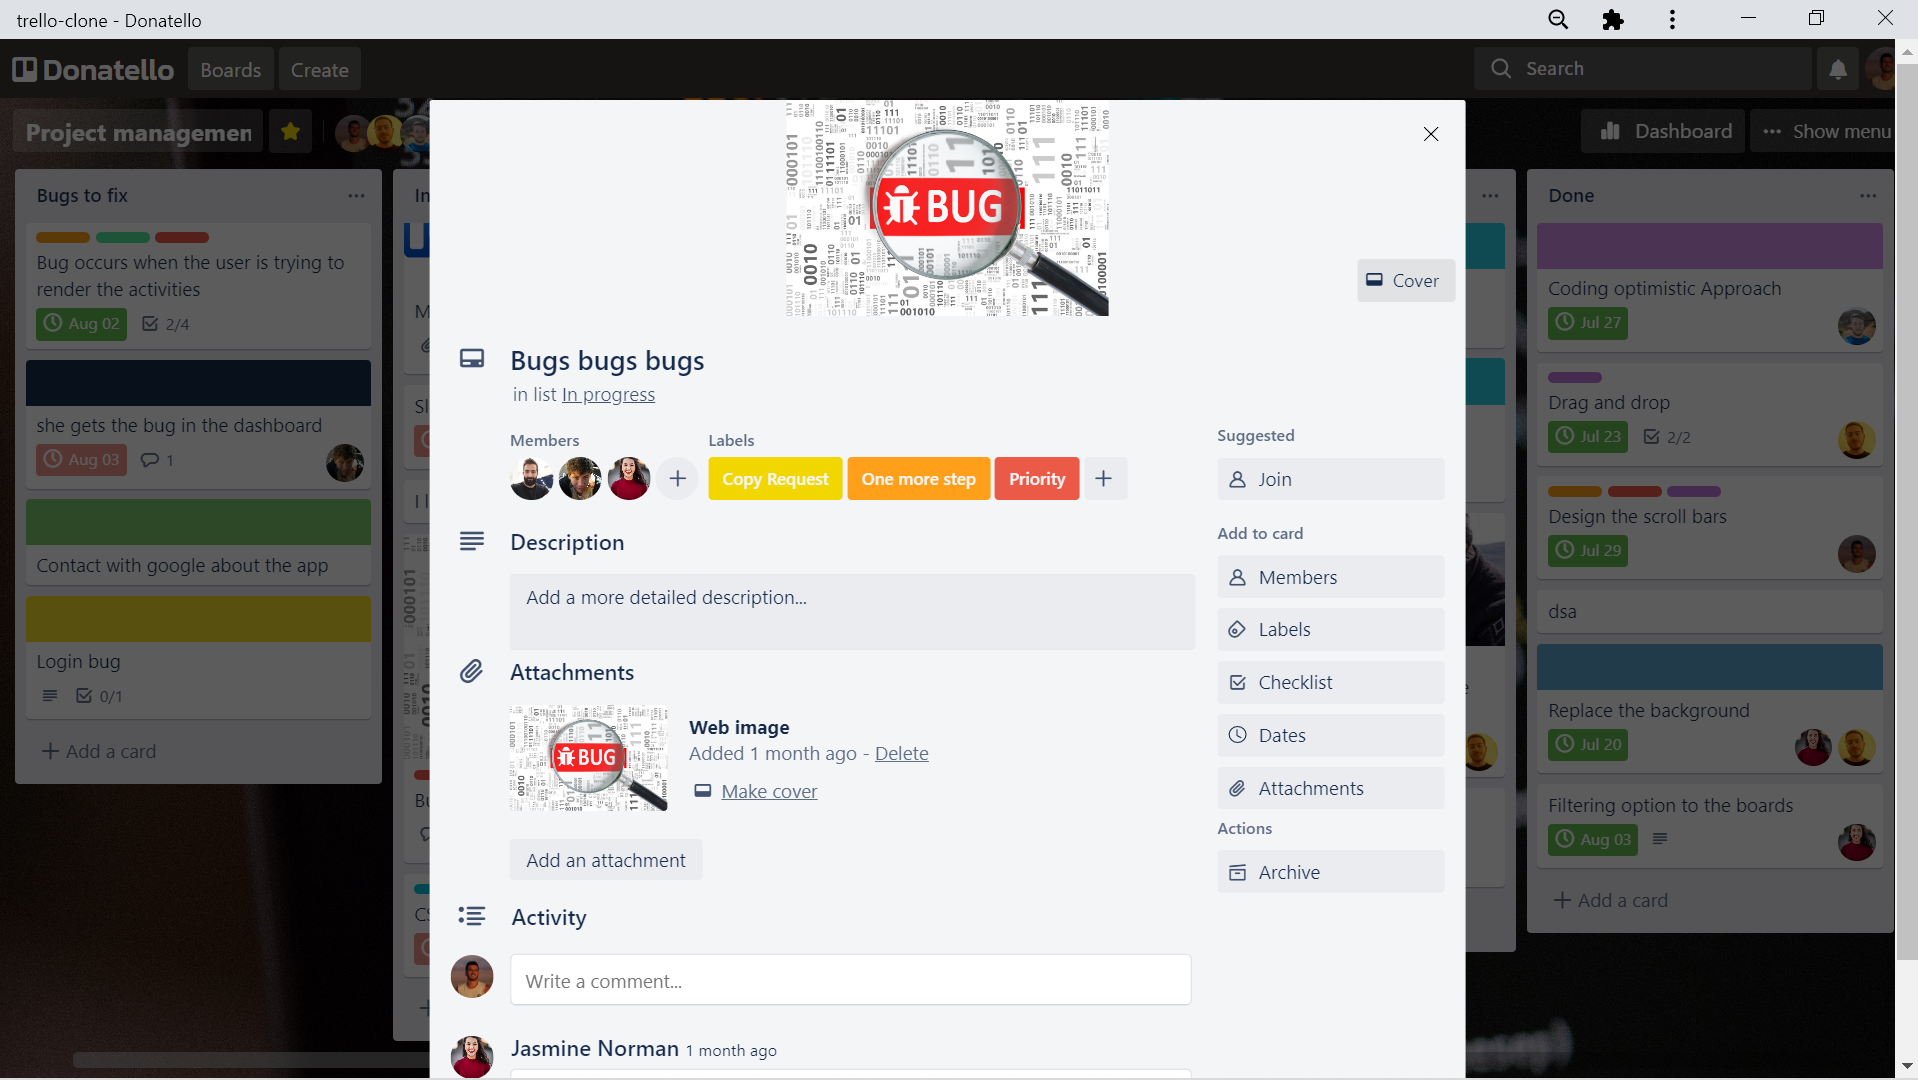 trello-clone - Donatello
Donatello
Boards
Create
Search
Project managemen
Dashboard
Show menu
Bugs to fix
Bug occurs when the user is trying to
render the activities
Aug 02
2/4
she gets the bug in the dashboard
Aug 03
1
Contact with google about the app
Login bug
0/1
+ Add a card
BUG
Cover
Bugs bugs bugs
in list In progress
Members
Labels
Copy Request
One more step
Priority
Description
Add a more detailed description...
Attachments
BUG
Web image
Added 1 month ago - Delete
Make cover
Add an attachment
Activity
Write a comment...
Jasmine Norman 1 month ago
Suggested
Join
Add to card
Members
Labels
Checklist
Dates
Attachments
Actions
Archive
Done
Coding optimistic Approach
Jul 27
Drag and drop
Jul 23
2/2
Design the scroll bars
Jul 29
dsa
Replace the background
Jul 20
Filtering option to the boards
Aug 03
+ Add a card